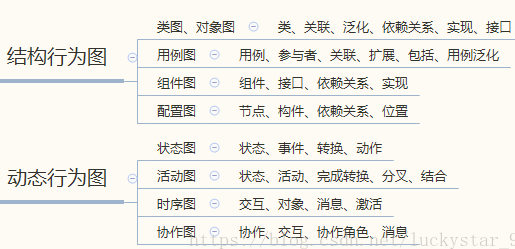 结构行为图
类图、对象图 类、关联、泛化、依赖关系、实现、接口
用例图 用例、参与者、关联、扩展、包括、用例泛化
组件图 组件、接口、依赖关系、实现
配置图 节点、构件、依赖关系、位置
动态行为图
状态图 状态、事件、转换、动作
活动图 状态、活动、完成转换、分叉、结合
时序图 交互、对象、消息、激活
协作图 协作、交互、协作角色、消息
https://blog.csdn.net/luckystar_9